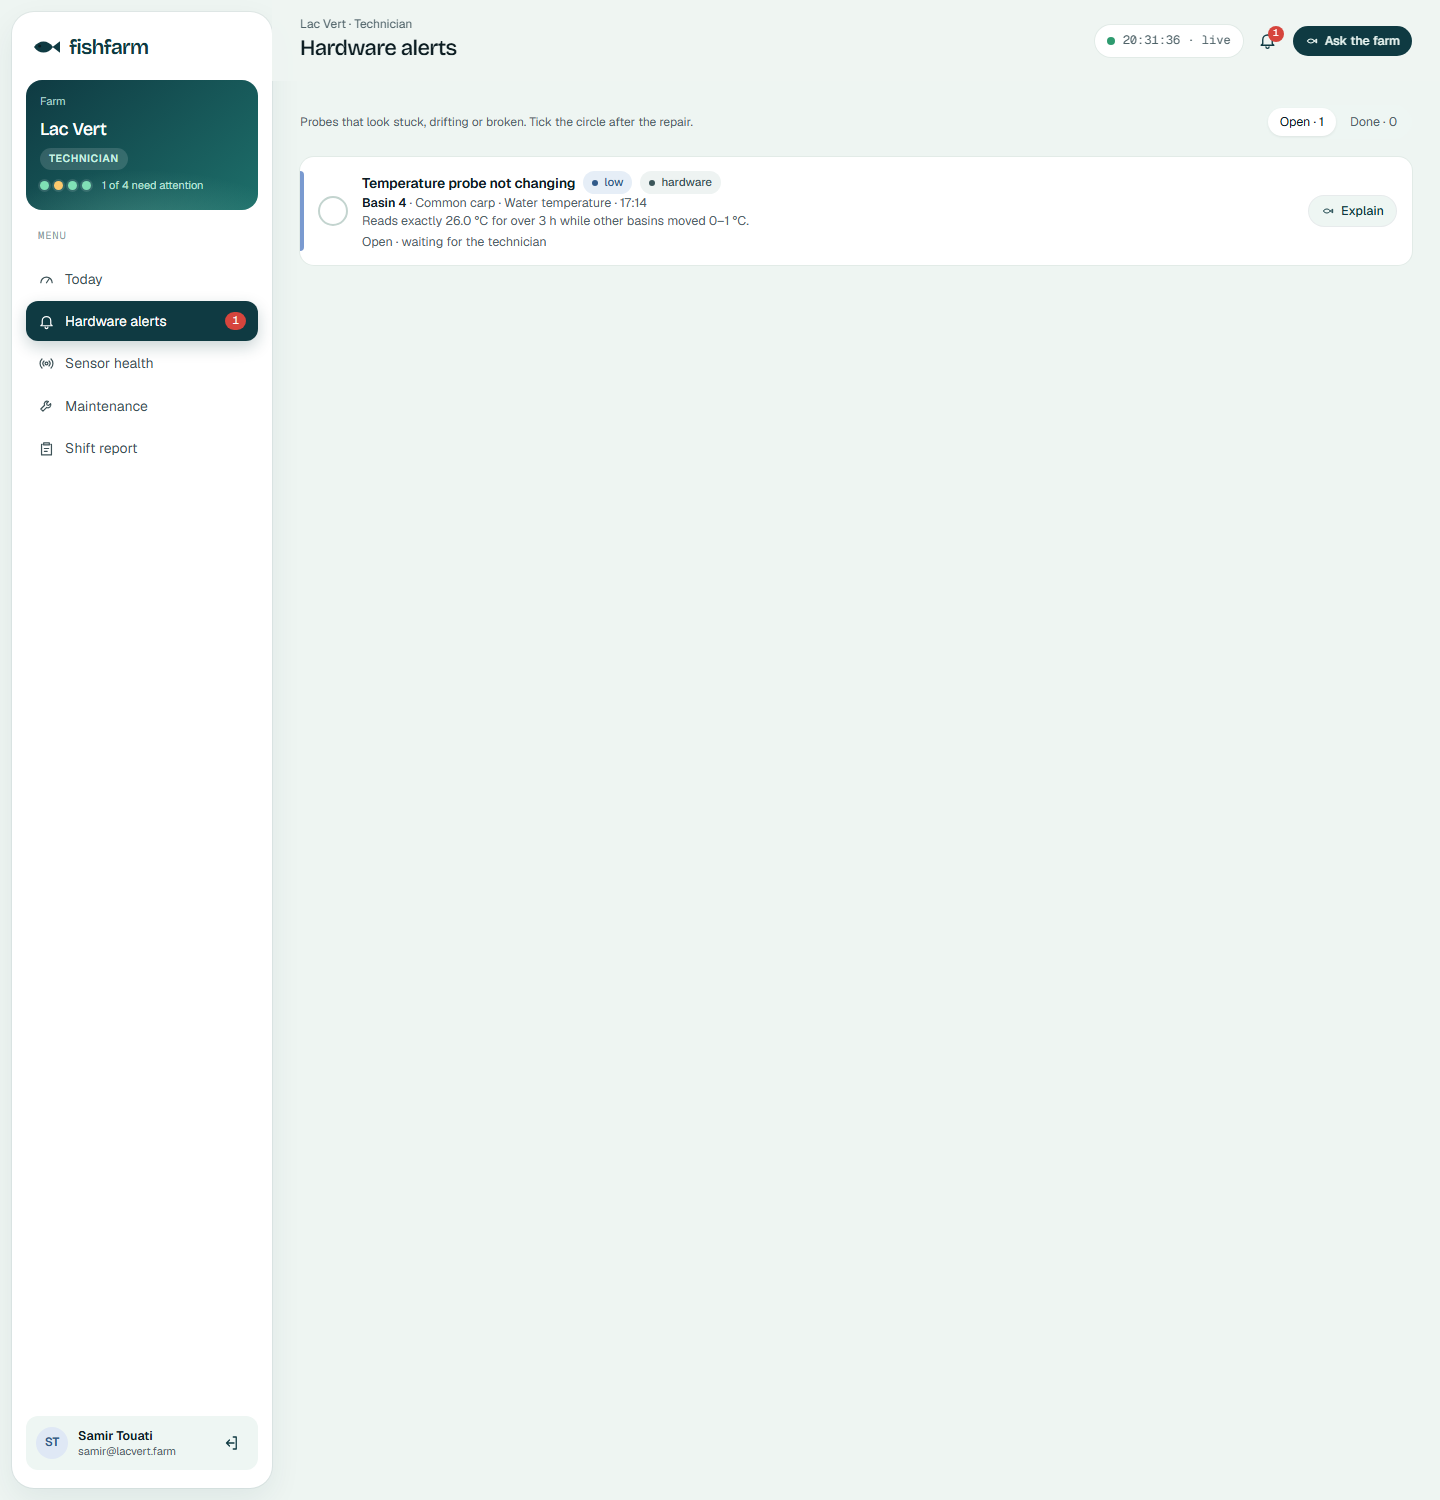 fishfarm
Farm
Lac Vert
TECHNICIAN
1 of 4 need attention
MENU
Today
Hardware alerts 1
Sensor health
Maintenance
Shift report
ST
Samir Touati
samir@lacvert.farm
Lac Vert · Technician
Hardware alerts
20:31:36 · live
1
Ask the farm
Probes that look stuck, drifting or broken. Tick the circle after the repair.
Open · 1 Done · 0
Temperature probe not changing low hardware
Basin 4 · Common carp · Water temperature · 17:14
Reads exactly 26.0 °C for over 3 h while other basins moved 0–1 °C.
Open · waiting for the technician
Explain